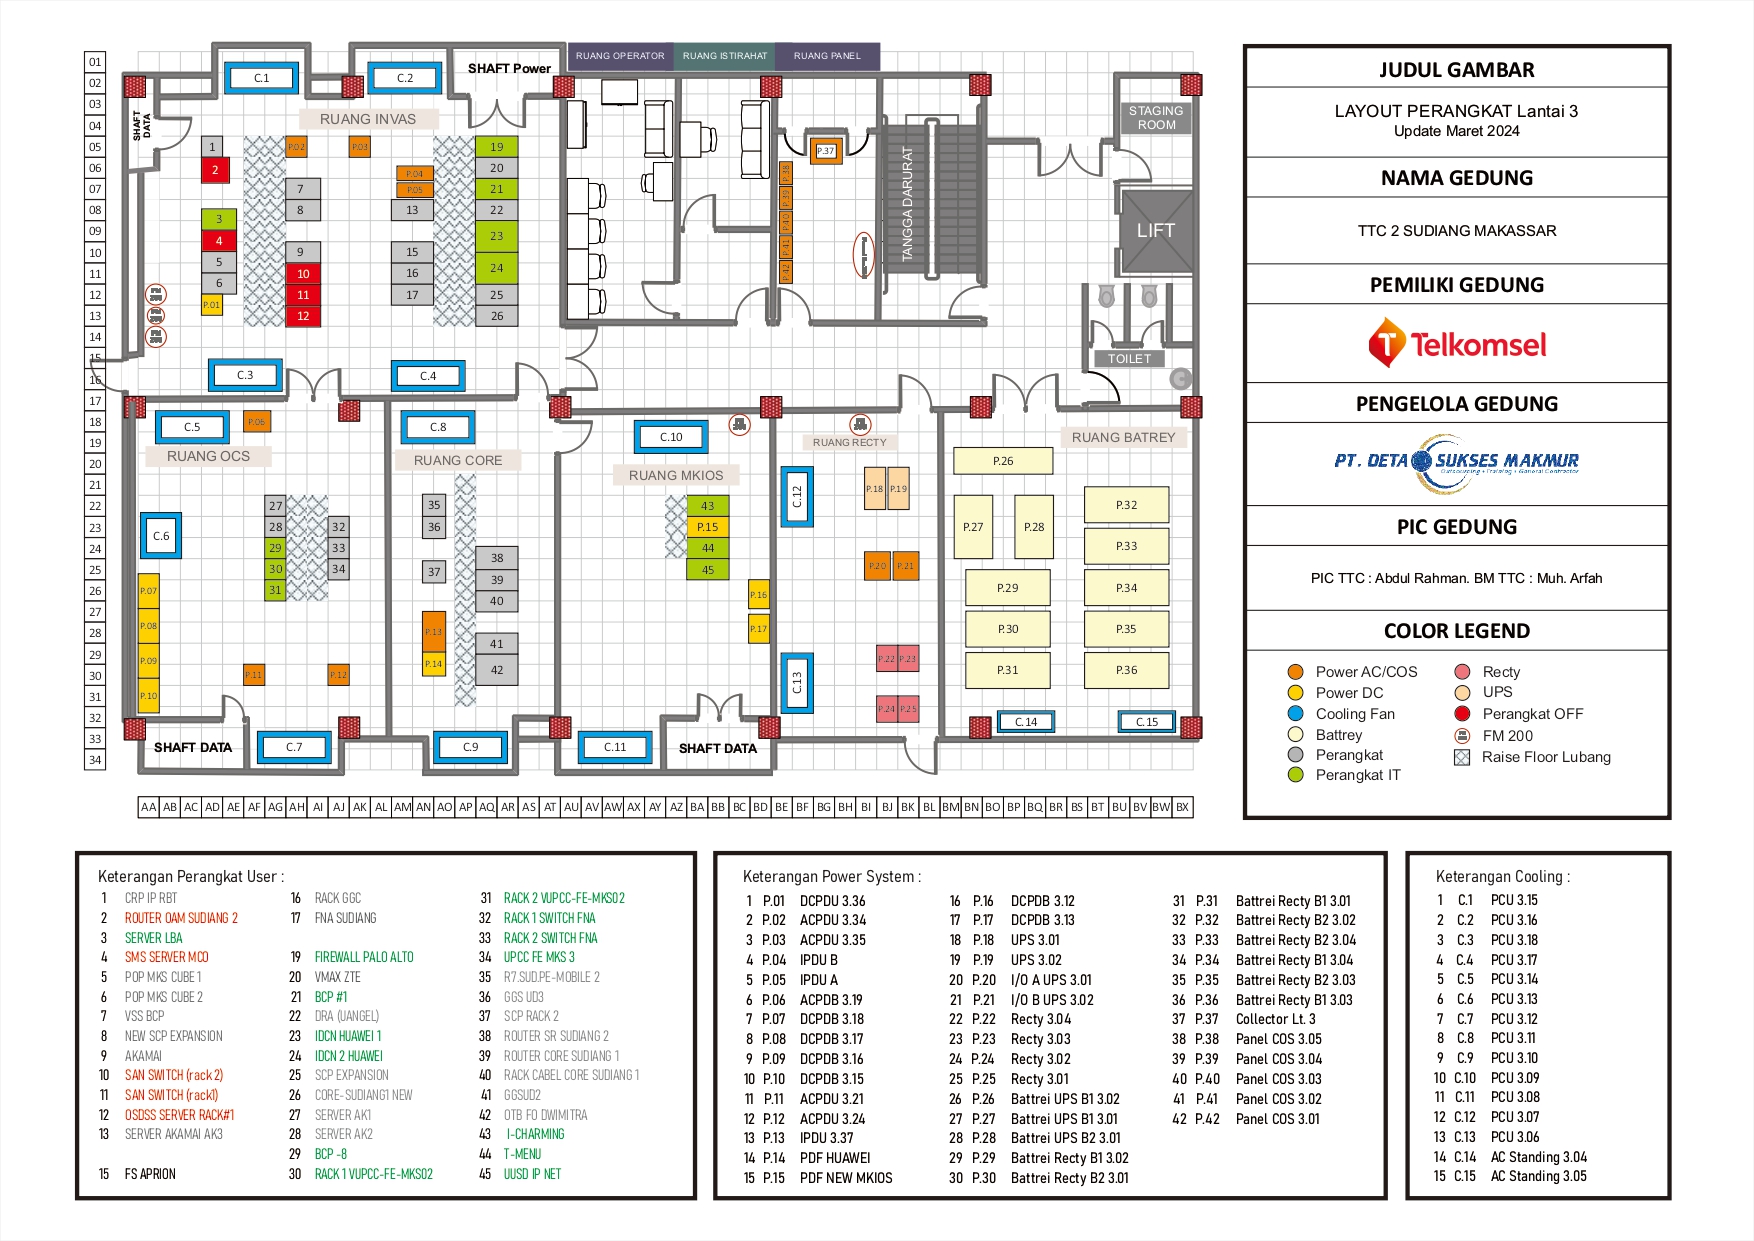 RUANG OPERATOR RUANG ISTIRAHAT RUANG PANEL
SHAFT Power
C.1 C.2
RUANG INVAS
SHAFT DATA
STAGING ROOM
TANGGA DARURAT
LIFT
TOILET
01
02
03
04
05
06
07
08
09
10
11
12
13
14
15
16
17
18
19
20
21
22
23
24
25
26
27
28
29
30
31
32
33
34
1
2
3
4
5
6
P.01
P.02
P.03
7
8
9
10
11
12
P.04
P.05
13
15
16
17
19
20
21
22
23
24
25
26
P.37
P.38
P.39
P.40
P.41
P.42
C.3
C.4
C.5
P.06
RUANG OCS
C.6
27
28
29
30
31
32
33
34
P.07
P.08
P.09
P.10
P.11
P.12
SHAFT DATA
C.7
C.8
RUANG CORE
35
36
37
38
39
40
41
42
P.13
P.14
C.9
C.10
RUANG MKIOS
43
P.15
44
45
P.16
P.17
C.11
SHAFT DATA
RUANG RECTY
C.12
P.18 P.19
P.20 P.21
P.22 P.23
P.24 P.25
C.13
RUANG BATREY
P.26
P.27
P.28
P.29
P.30
P.31
P.32
P.33
P.34
P.35
P.36
C.14
C.15
AA AB AC AD AE AF AG AH AI AJ AK AL AM AN AO AP AQ AR AS AT AU AV AW AX AY AZ BA BB BC BD BE BF BG BH BI BJ BK BL BM BN BO BP BQ BR BS BT BU BV BW BX
JUDUL GAMBAR
LAYOUT PERANGKAT Lantai 3
Update Maret 2024
NAMA GEDUNG
TTC 2 SUDIANG MAKASSAR
PEMILIKI GEDUNG
Telkomsel
PENGELOLA GEDUNG
PT. DETA SUKSES MAKMUR
Outsourcing • Training • General Contractor
PIC GEDUNG
PIC TTC : Abdul Rahman. BM TTC : Muh. Arfah
COLOR LEGEND
Power AC/COS
Power DC
Cooling Fan
Battrey
Perangkat
Perangkat IT
Recty
UPS
Perangkat OFF
FM 200
Raise Floor Lubang
Keterangan Perangkat User :
1 CRP IP RBT
2 ROUTER OAM SUDIANG 2
3 SERVER LBA
4 SMS SERVER MCO
5 POP MKS CUBE 1
6 POP MKS CUBE 2
7 VSS BCP
8 NEW SCP EXPANSION
9 AKAMAI
10 SAN SWITCH (rack 2)
11 SAN SWITCH (rack1)
12 OSDSS SERVER RACK#1
13 SERVER AKAMAI AK3
15 FS APRION
16 RACK GGC
17 FNA SUDIANG
19 FIREWALL PALO ALTO
20 VMAX ZTE
21 BCP #1
22 DRA (UANGEL)
23 IDCN HUAWEI 1
24 IDCN 2 HUAWEI
25 SCP EXPANSION
26 CORE-SUDIANG1 NEW
27 SERVER AK1
28 SERVER AK2
29 BCP -8
30 RACK 1 VUPCC-FE-MKS02
31 RACK 2 VUPCC-FE-MKS02
32 RACK 1 SWITCH FNA
33 RACK 2 SWITCH FNA
34 UPCC FE MKS 3
35 R7.SUD.PE-MOBILE 2
36 GGS UD3
37 SCP RACK 2
38 ROUTER SR SUDIANG 2
39 ROUTER CORE SUDIANG 1
40 RACK CABEL CORE SUDIANG 1
41 GGSUD2
42 OTB FO DWIMITRA
43 I-CHARMING
44 T-MENU
45 UUSD IP NET
Keterangan Power System :
1 P.01 DCPDU 3.36
2 P.02 ACPDU 3.34
3 P.03 ACPDU 3.35
4 P.04 IPDU B
5 P.05 IPDU A
6 P.06 ACPDB 3.19
7 P.07 DCPDB 3.18
8 P.08 DCPDB 3.17
9 P.09 DCPDB 3.16
10 P.10 DCPDB 3.15
11 P.11 ACPDU 3.21
12 P.12 ACPDU 3.24
13 P.13 IPDU 3.37
14 P.14 PDF HUAWEI
15 P.15 PDF NEW MKIOS
16 P.16 DCPDB 3.12
17 P.17 DCPDB 3.13
18 P.18 UPS 3.01
19 P.19 UPS 3.02
20 P.20 I/O A UPS 3.01
21 P.21 I/O B UPS 3.02
22 P.22 Recty 3.04
23 P.23 Recty 3.03
24 P.24 Recty 3.02
25 P.25 Recty 3.01
26 P.26 Battrei UPS B1 3.02
27 P.27 Battrei UPS B1 3.01
28 P.28 Battrei UPS B2 3.01
29 P.29 Battrei Recty B1 3.02
30 P.30 Battrei Recty B2 3.01
31 P.31 Battrei Recty B1 3.01
32 P.32 Battrei Recty B2 3.02
33 P.33 Battrei Recty B2 3.04
34 P.34 Battrei Recty B1 3.04
35 P.35 Battrei Recty B2 3.03
36 P.36 Battrei Recty B1 3.03
37 P.37 Collector Lt. 3
38 P.38 Panel COS 3.05
39 P.39 Panel COS 3.04
40 P.40 Panel COS 3.03
41 P.41 Panel COS 3.02
42 P.42 Panel COS 3.01
Keterangan Cooling :
1 C.1 PCU 3.15
2 C.2 PCU 3.16
3 C.3 PCU 3.18
4 C.4 PCU 3.17
5 C.5 PCU 3.14
6 C.6 PCU 3.13
7 C.7 PCU 3.12
8 C.8 PCU 3.11
9 C.9 PCU 3.10
10 C.10 PCU 3.09
11 C.11 PCU 3.08
12 C.12 PCU 3.07
13 C.13 PCU 3.06
14 C.14 AC Standing 3.04
15 C.15 AC Standing 3.05